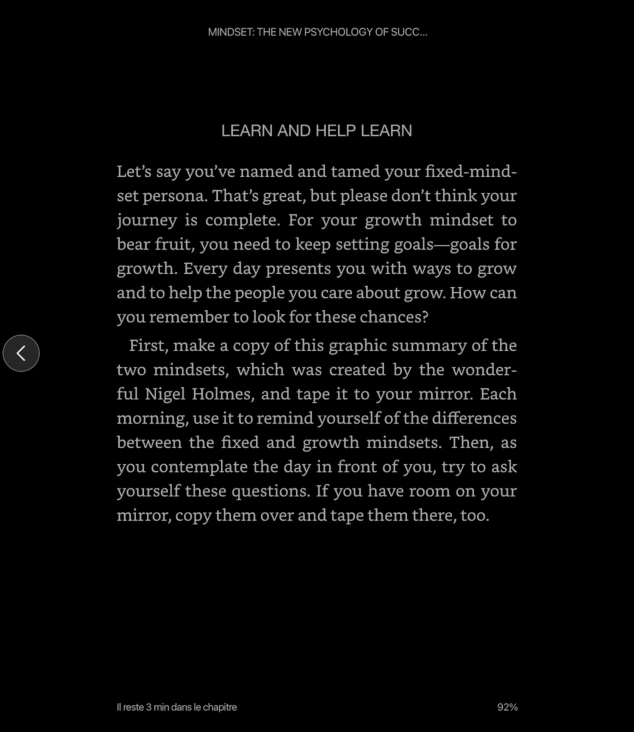 MINDSET: THE NEW PSYCHOLOGY OF SUCC...
LEARN AND HELP LEARN
Let’s say you’ve named and tamed your fixed-mind-
set persona. That’s great, but please don’t think your
journey is complete. For your growth mindset to
bear fruit, you need to keep setting goals—goals for
growth. Every day presents you with ways to grow
and to help the people you care about grow. How can
you remember to look for these chances?
First, make a copy of this graphic summary of the
two mindsets, which was created by the wonder-
ful Nigel Holmes, and tape it to your mirror. Each
morning, use it to remind yourself of the differences
between the fixed and growth mindsets. Then, as
you contemplate the day in front of you, try to ask
yourself these questions. If you have room on your
mirror, copy them over and tape them there, too.
Il reste 3 min dans le chapitre
92%